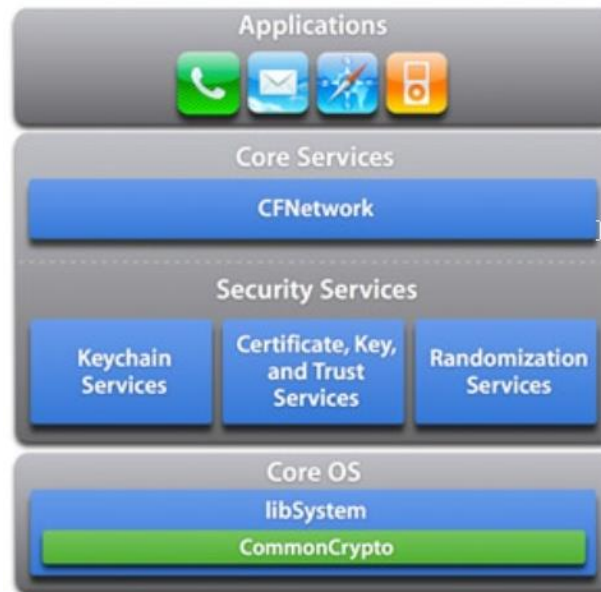 Applications
Core Services
CFNetwork
Security Services
Keychain
Services
Certificate, Key,
and Trust
Services
Randomization
Services
Core OS
libSystem
CommonCrypto